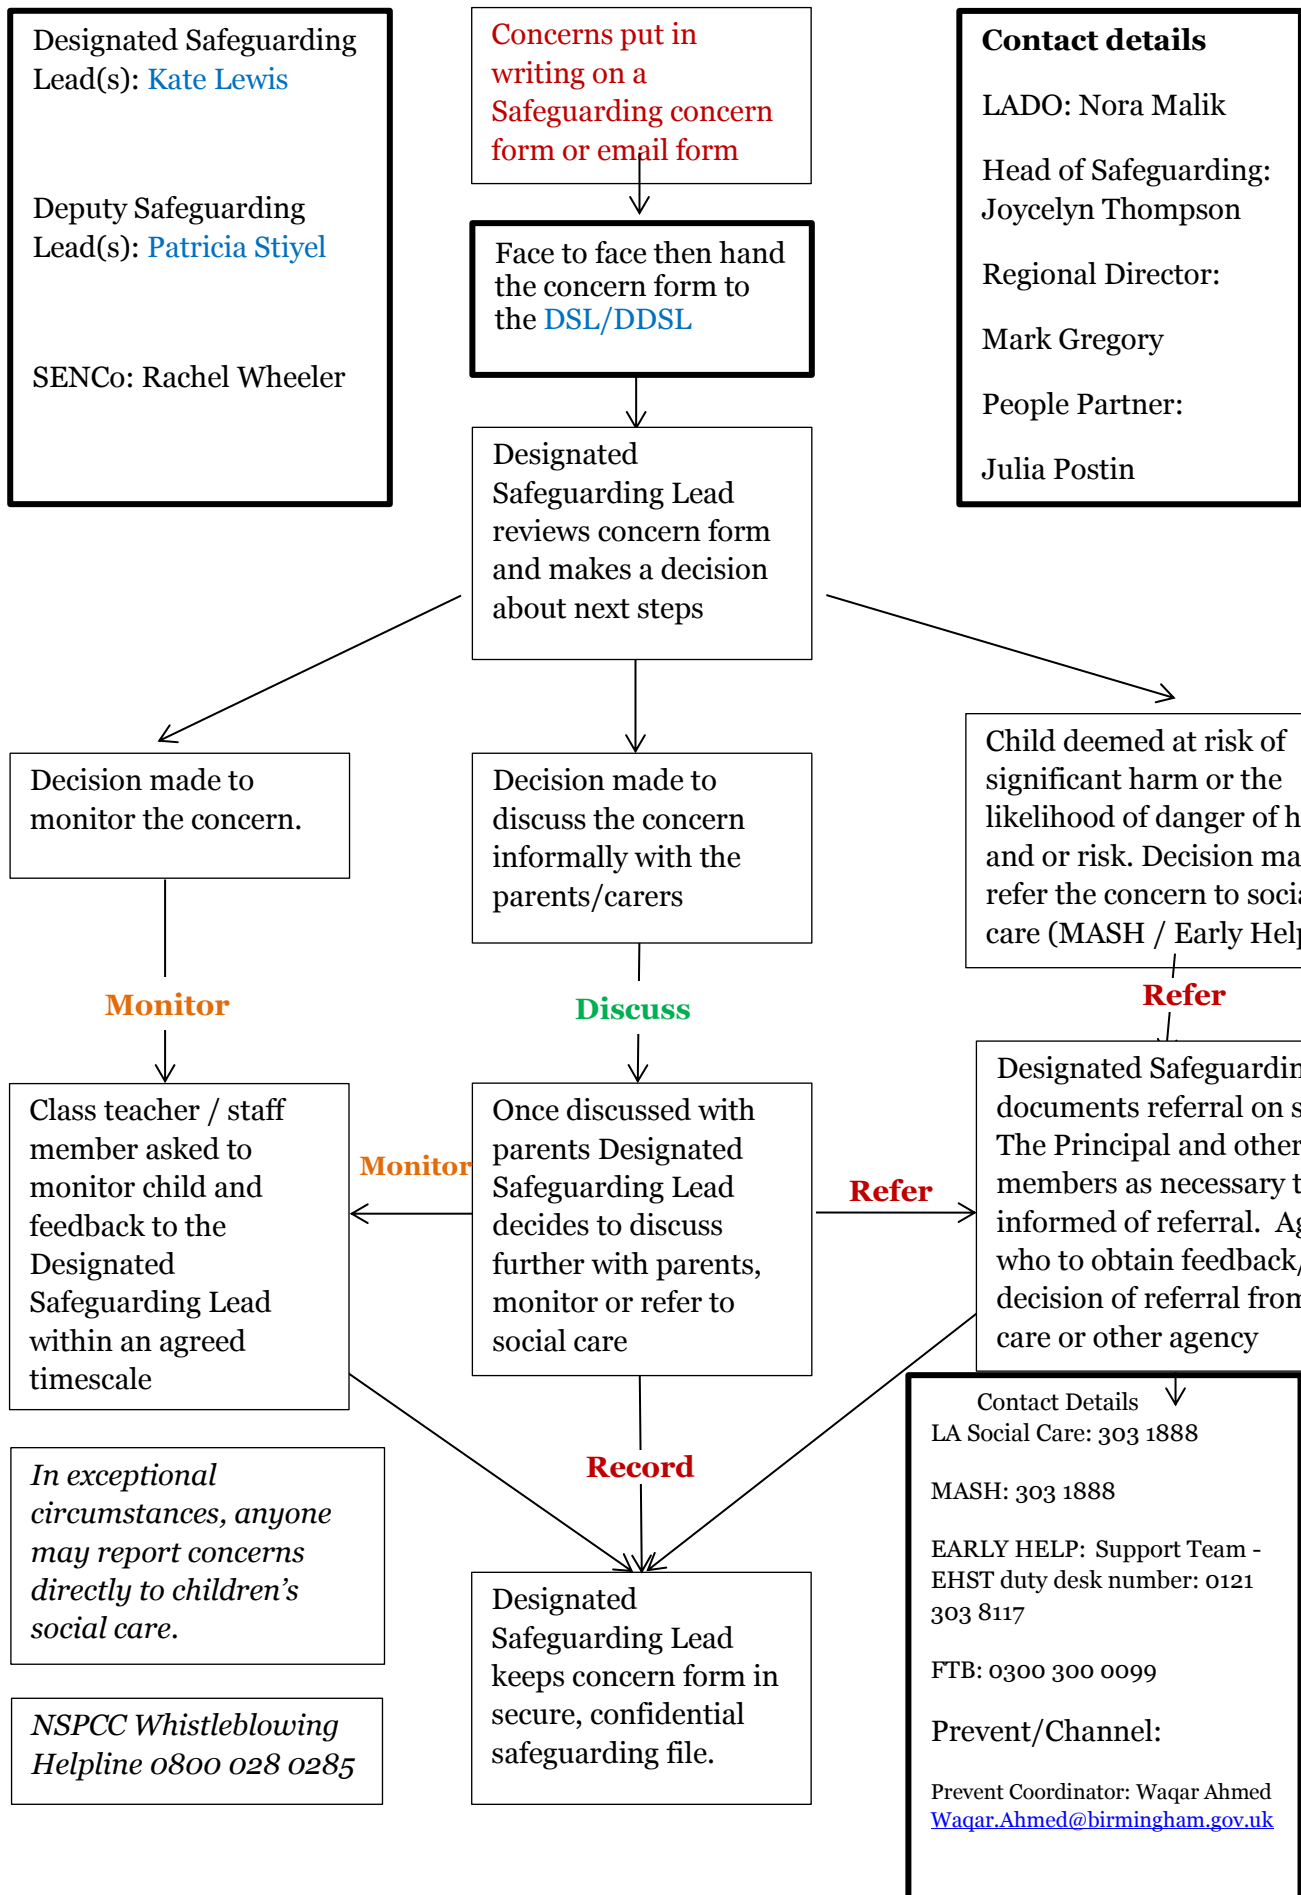 Designated Safeguarding
Lead(s): Kate Lewis
Deputy Safeguarding
Lead(s): Patricia Stiyel
SENCo: Rachel Wheeler
Concerns put in
writing on a
Safeguarding concern
form or email form
Contact details
LADO: Nora Malik
Head of Safeguarding:
Joycelyn Thompson
Regional Director:
Mark Gregory
People Partner:
Julia Postin
Face to face then hand
the concern form to
the DSL/DDSL
Designated
Safeguarding Lead
reviews concern form
and makes a decision
about next steps
Decision made to
monitor the concern.
Decision made to
discuss the concern
informally with the
parents/carers
Child deemed at risk of
significant harm or the
likelihood of danger of
and or risk. Decision
refer the concern to
care (MASH / Early
Monitor
Discuss
Refer
Class teacher / staff
member asked to
monitor child and
feedback to the
Designated
Safeguarding Lead
within an agreed
timescale
Monitor
Once discussed with
parents Designated
Safeguarding Lead
decides to discuss
further with parents,
monitor or refer to
social care
Refer
Designated
documents referral on
The Principal and other
members as necessary
informed of referral.
who to obtain feedback/
decision of referral from
care or other agency
Record
In exceptional
circumstances, anyone
may report concerns
directly to children's
social care.
NSPCC Whistleblowing
Helpline 0800 028 0285
Designated
Safeguarding Lead
keeps concern form in
secure, confidential
safeguarding file.
Contact Details
LA Social Care: 303 1888
MASH: 303 1888
EARLY HELP: Support Team -
EHST duty desk number: 0121
303 8117
FTB: 0300 300 0099
Prevent/Channel:
Prevent Coordinator: Waqar Ahmed
Waqar.Ahmed@birmingham.gov.uk